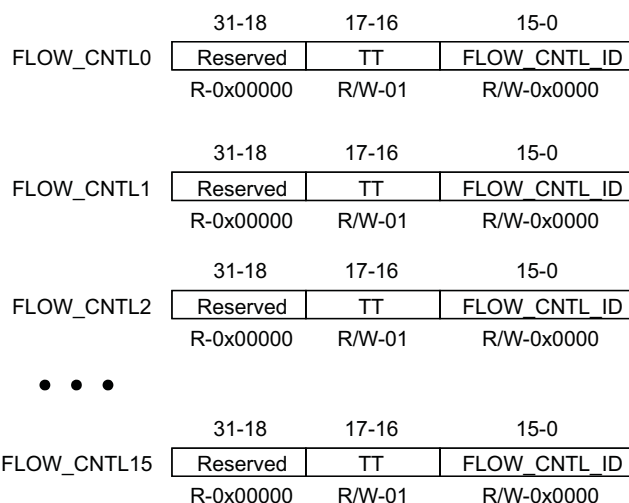 31-18 17-16 15-0
FLOW_CNTL0 Reserved TT FLOW_CNTL_ID
R-0x00000 R/W-01 R/W-0x0000
31-18 17-16 15-0
FLOW_CNTL1 Reserved TT FLOW_CNTL_ID
R-0x00000 R/W-01 R/W-0x0000
31-18 17-16 15-0
FLOW_CNTL2 Reserved TT FLOW_CNTL_ID
R-0x00000 R/W-01 R/W-0x0000
• • •
31-18 17-16 15-0
FLOW_CNTL15 Reserved TT FLOW_CNTL_ID
R-0x00000 R/W-01 R/W-0x0000